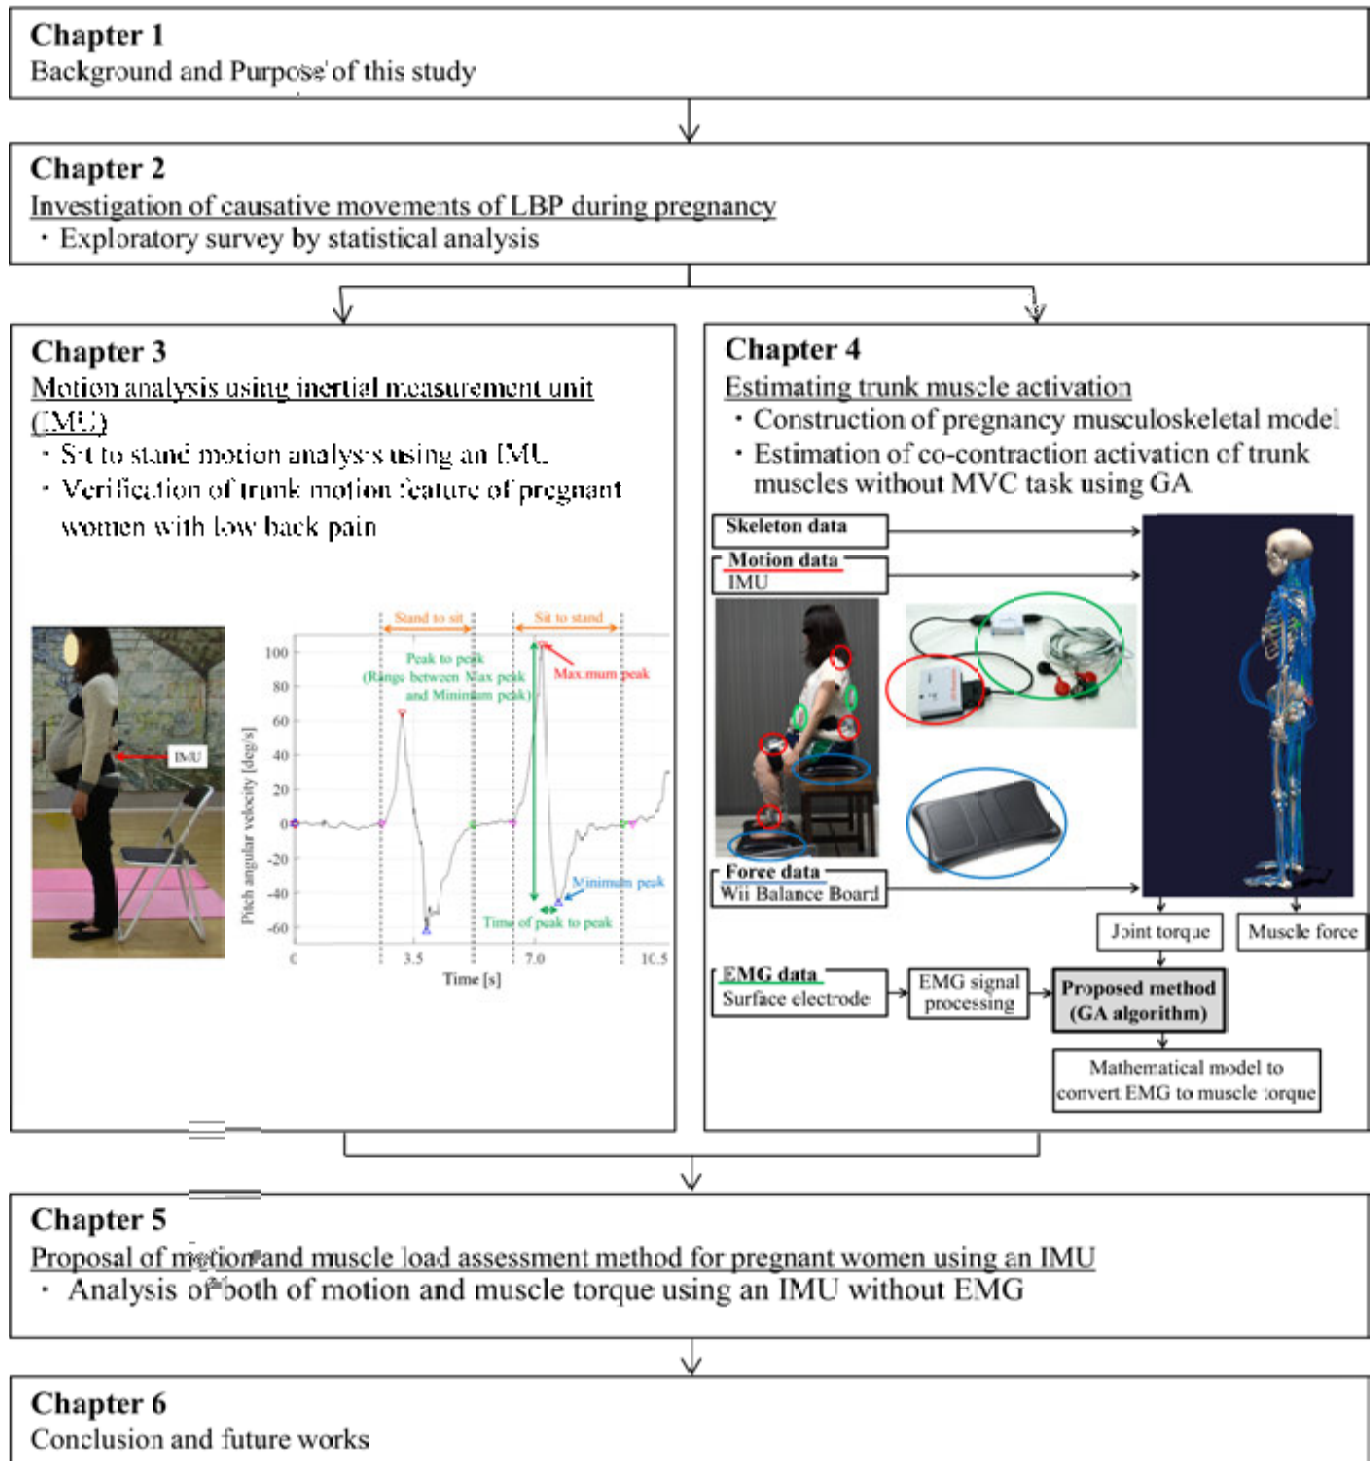 Chapter 1
Background and Purpose of this study
Chapter 2
Investigation of causative movements of LBP during pregnancy
・Exploratory survey by statistical analysis
Chapter 3
Motion analysis using inertial measurement unit
(IMU)
・Sit to stand motion analysis using an IMU
・Verification of trunk motion feature of pregnant
women with low back pain
IMU
Stand to sit
Sit to stand
Peak to peak
(Range between Max peak
and Minimum peak)
Maximum peak
Minimum peak
Time of peak to peak
Pitch angular velocity [deg/s]
100
80
60
40
20
0
-20
-40
-60
0
3.5
7.0
10.5
Time [s]
Chapter 4
Estimating trunk muscle activation
・Construction of pregnancy musculoskeletal model
・Estimation of co-contraction activation of trunk
muscles without MVC task using GA
Skeleton data
Motion data
IMU
Force data
Wii Balance Board
Joint torque
Muscle force
EMG data
Surface electrode
EMG signal
processing
Proposed method
(GA algorithm)
Mathematical model to
convert EMG to muscle torque
Chapter 5
Proposal of motion and muscle load assessment method for pregnant women using an IMU
・Analysis of both of motion and muscle torque using an IMU without EMG
Chapter 6
Conclusion and future works